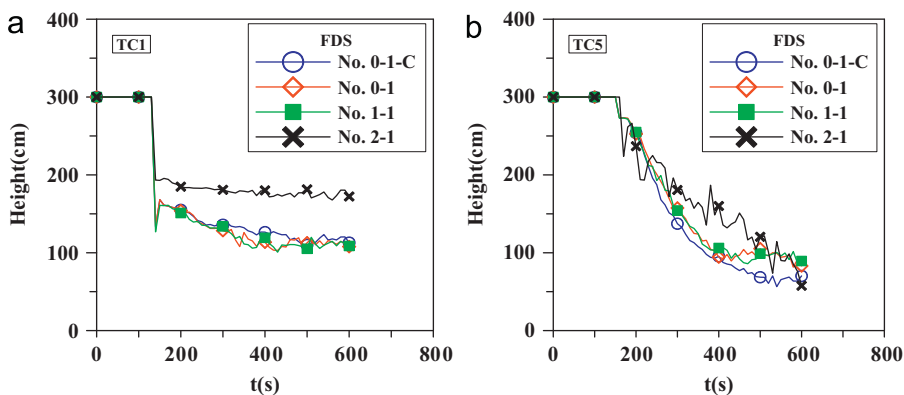 a
TC1
FDS
No. 0-1-C
No. 0-1
No. 1-1
No. 2-1
400
300
200
100
0
Height(cm)
0 200 400 600 800
t(s)
b
TC5
FDS
No. 0-1-C
No. 0-1
No. 1-1
No. 2-1
400
300
200
100
0
Height(cm)
0 200 400 600 800
t(s)